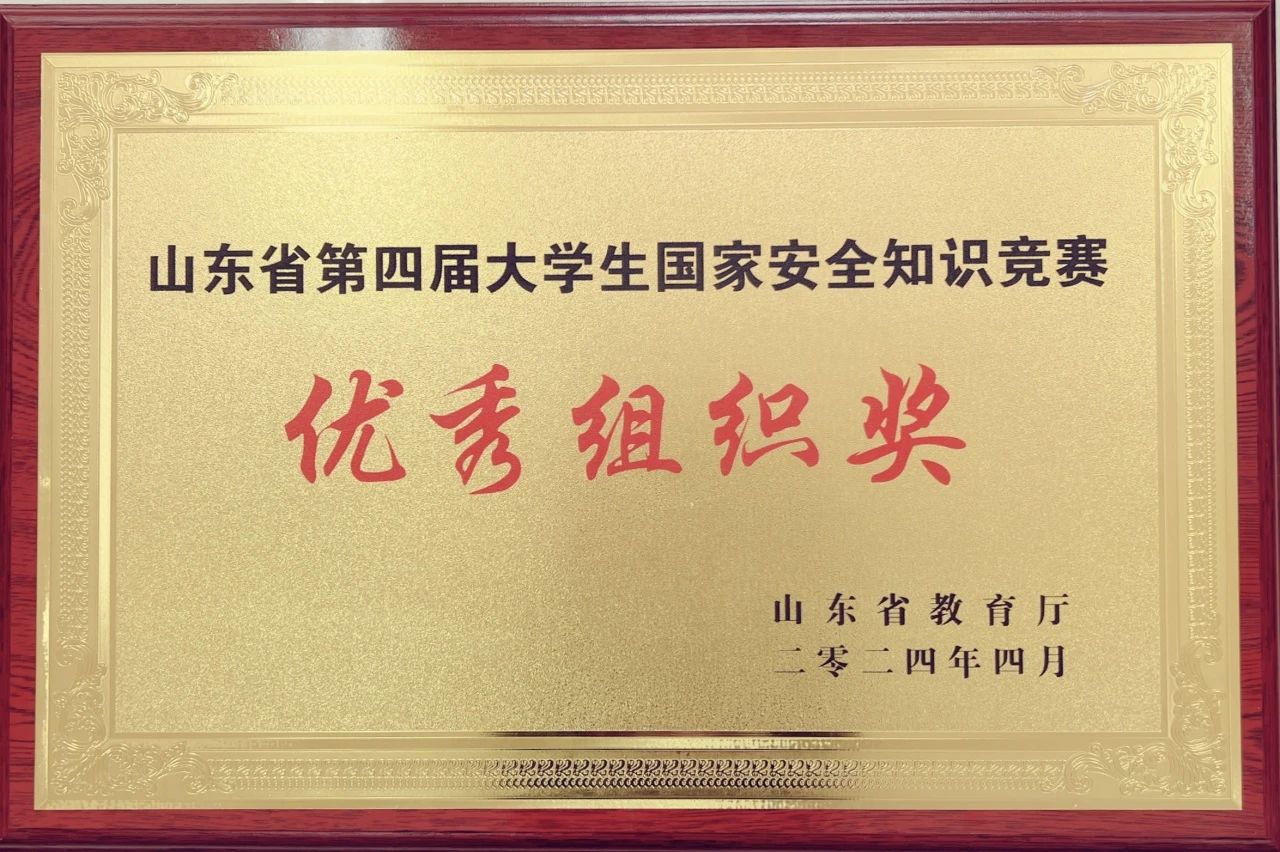 山东省第四届大学生国家安全知识竞赛
优秀组织奖
山东省教育厅
二零二四年四月